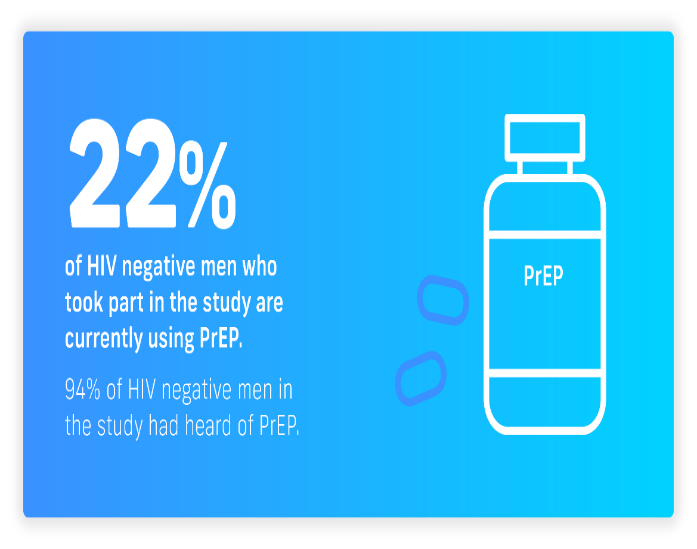 22%
of HIV negative men who
took part in the study are
currently using PrEP.
94% of HIV negative men in
the study had heard of PrEP.
PrEP